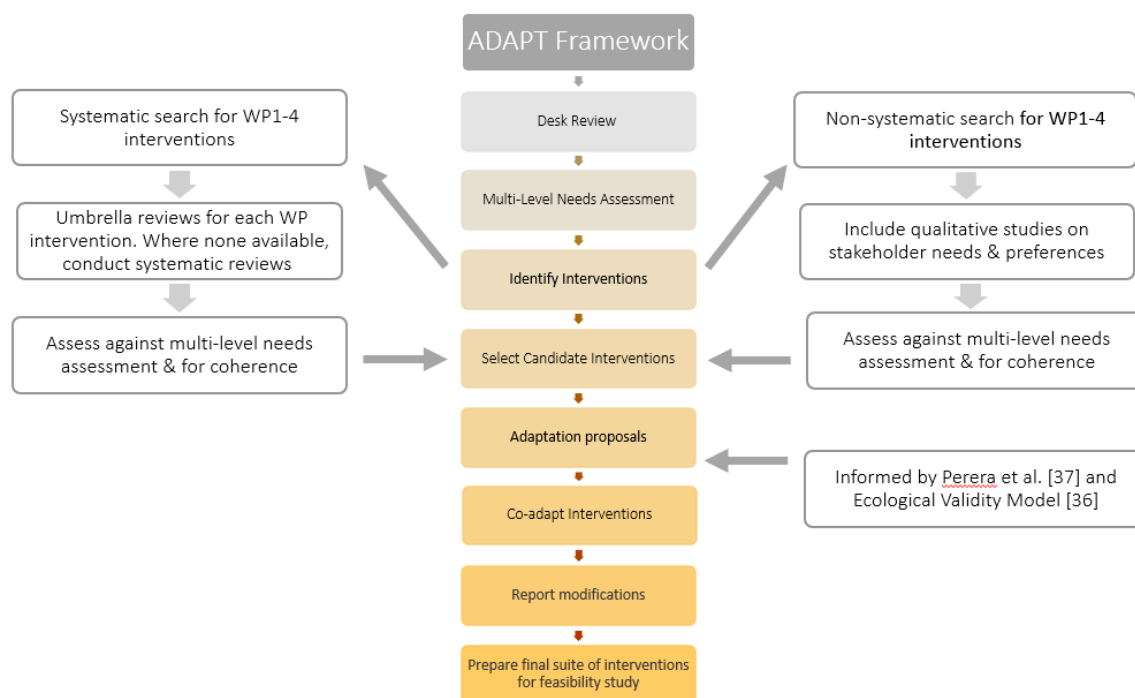 ADAPT Framework
Desk Review
Multi-Level Needs Assessment
Identify Interventions
Select Candidate Interventions
Adaptation proposals
Co-adapt Interventions
Report modifications
Prepare final suite of interventions
for feasibility study
Systematic search for WP1-4
interventions
Umbrella reviews for each WP
intervention. Where none available,
conduct systematic reviews
Assess against multi-level needs
assessment & for coherence
Non-systematic search for WP1-4
interventions
Include qualitative studies on
stakeholder needs & preferences
Assess against multi-level needs
assessment & for coherence
Informed by Perera et al. [37] and
Ecological Validity Model [36]